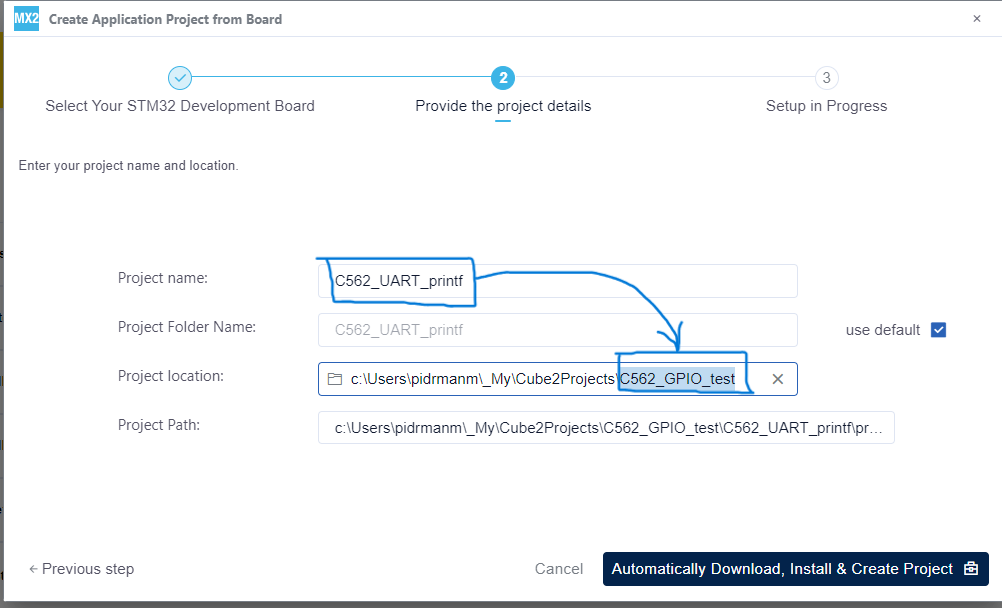 MX2 Create Application Project from Board
2 3
Select Your STM32 Development Board Provide the project details Setup in Progress
Enter your project name and location.
Project name: C562_UART_printf
Project Folder Name: C562_UART_printf use default
Project location: c:\Users\pidrmanm\_My\Cube2Projects\C562_GPIO_test
Project Path: c:\Users\pidrmanm\_My\Cube2Projects\C562_GPIO_test\C562_UART_printf\pr...
Previous step Cancel Automatically Download, Install & Create Project